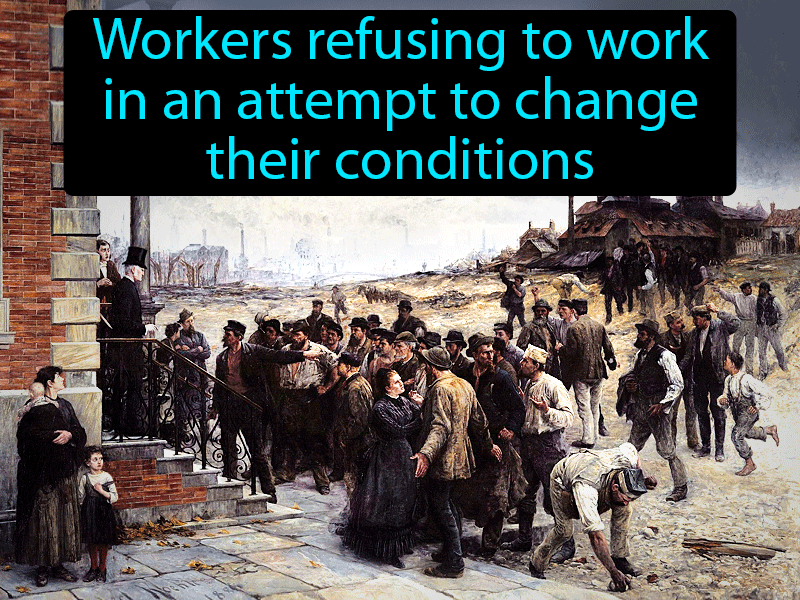 Workers refusing to work
in an attempt to change
their conditions